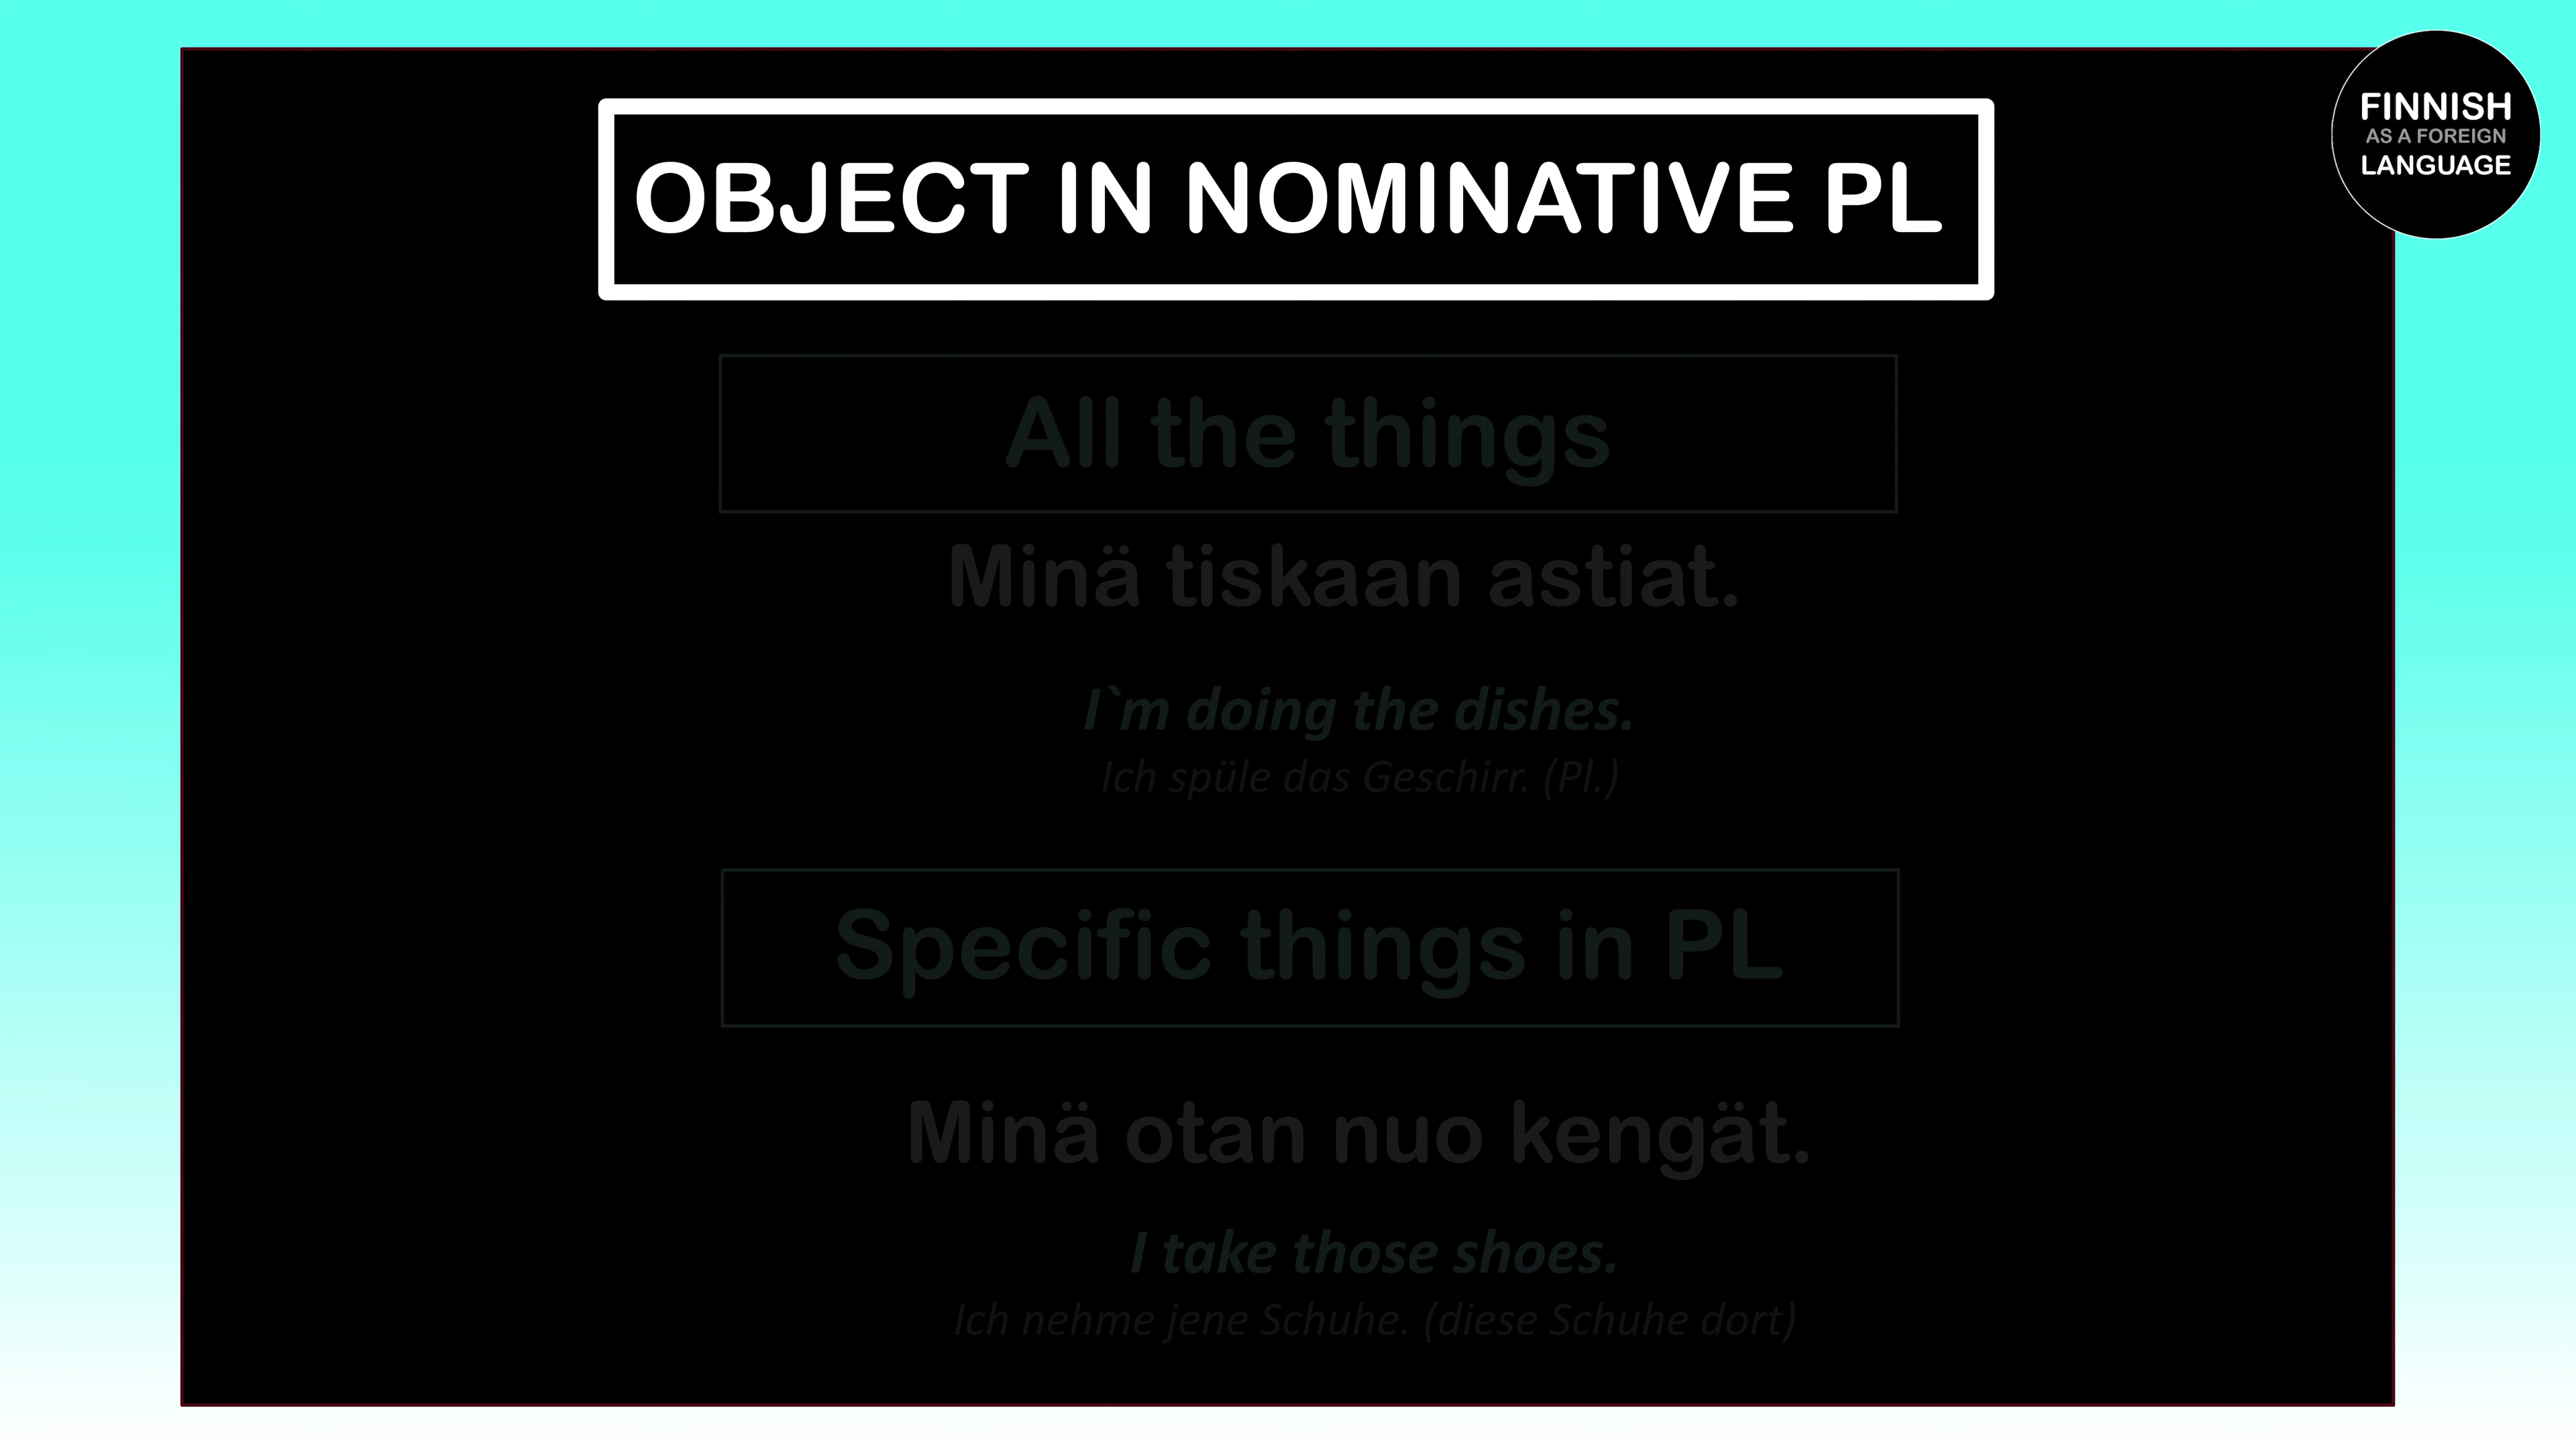 OBJECT IN NOMINATIVE PL
FINNISH
AS A FOREIGN
LANGUAGE
All the things
Minä tiskaan astiat.
I`m doing the dishes.
Ich spüle das Geschirr. (Pl.)
Specific things in PL
Minä otan nuo kengät.
I take those shoes.
Ich nehme jene Schuhe. (diese Schuhe dort)